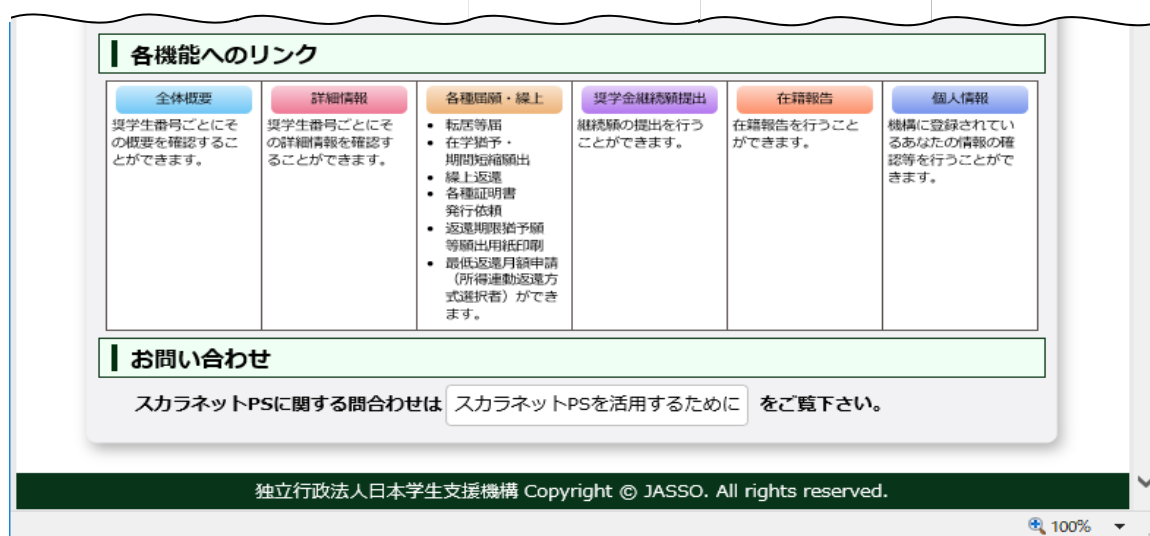 各機能へのリンク
全体概要
奨学生番号ごとにそ
の概要を確認するこ
とができます。
詳細情報
奨学生番号ごとにそ
の詳細情報を確認す
ることができます。
各種届願・繰上
• 転居等届
• 在学猶予・
期間短縮願出
• 繰上返還
• 各種証明書
発行依頼
• 返還期限猶予願
等願出用紙印刷
• 最低返還月額申請
（所得連動返還方
式選択者）ができ
ます。
奨学金継続願提出
継続願の提出を行う
ことができます。
在籍報告
在籍報告を行うこと
ができます。
個人情報
機構に登録されてい
るあなたの情報の確
認等を行うことがで
きます。
お問い合わせ
スカラネットPSに関する問合わせは スカラネットPSを活用するために をご覧下さい。
独立行政法人日本学生支援機構 Copyright © JASSO. All rights reserved.
100%